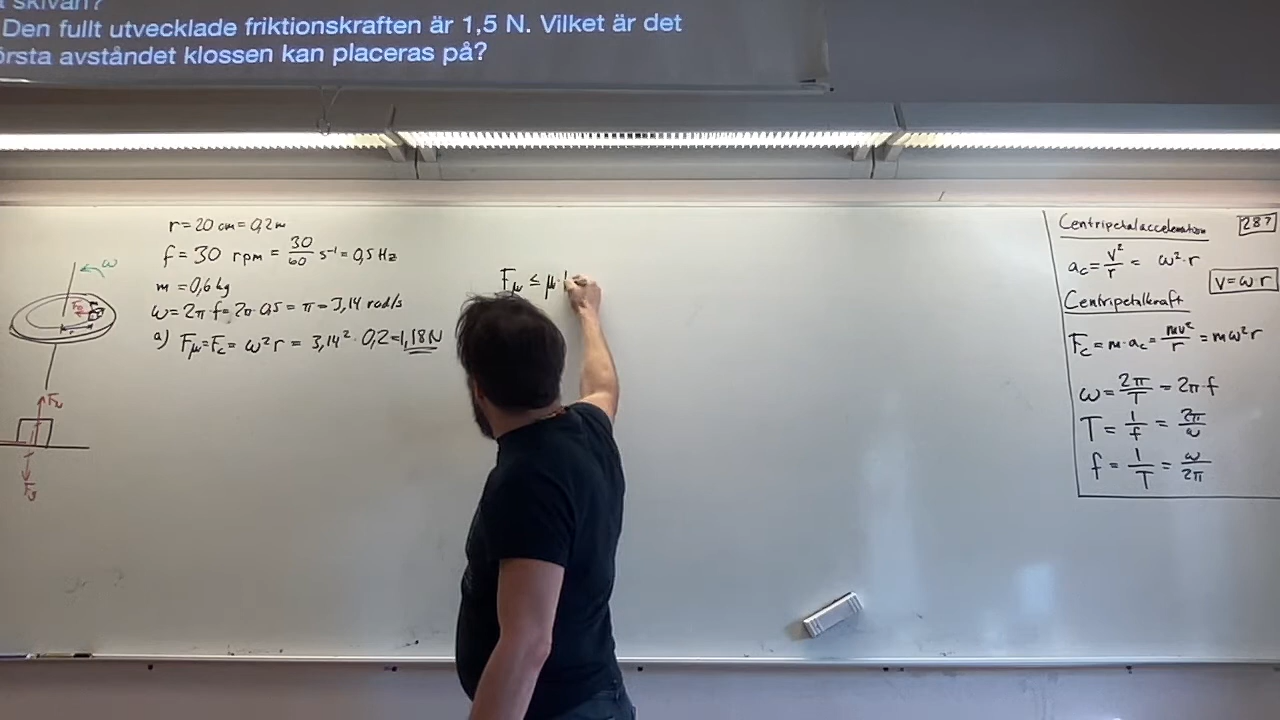 skivan?
Den fullt utvecklade friktionskraften är 1,5 N. Vilket är det
örsta avståndet klossen kan placeras på?
r = 20 cm = 0,2 m
f = 30 rpm = 30/60 s⁻¹ = 0,5 Hz
m = 0,6 kg
ω = 2π·f = 2π·0,5 = π = 3,14 rad/s
a) Fμ = Fc = ω²r = 3,14² · 0,2 = 1,18 N
ω
r
FN
Fg
Fμ ≤ μ ·
Centripetalacceleration
287
ac = v²/r = ω²·r
v = ω r
Centripetalkraft
Fc = m·ac = mv²/r = mω²r
ω = 2π/T = 2π·f
T = 1/f = 2π/ω
f = 1/T = ω/2π